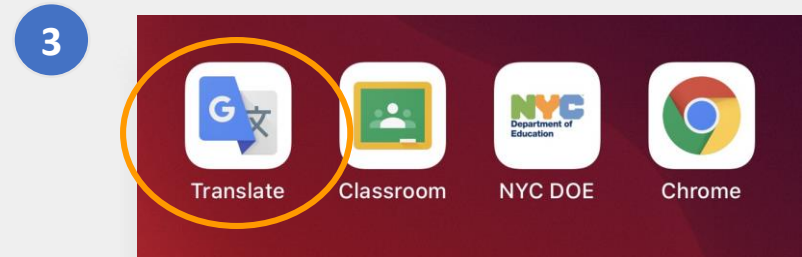 3
G 文
NYC
Department of
Education
Translate Classroom NYC DOE Chrome